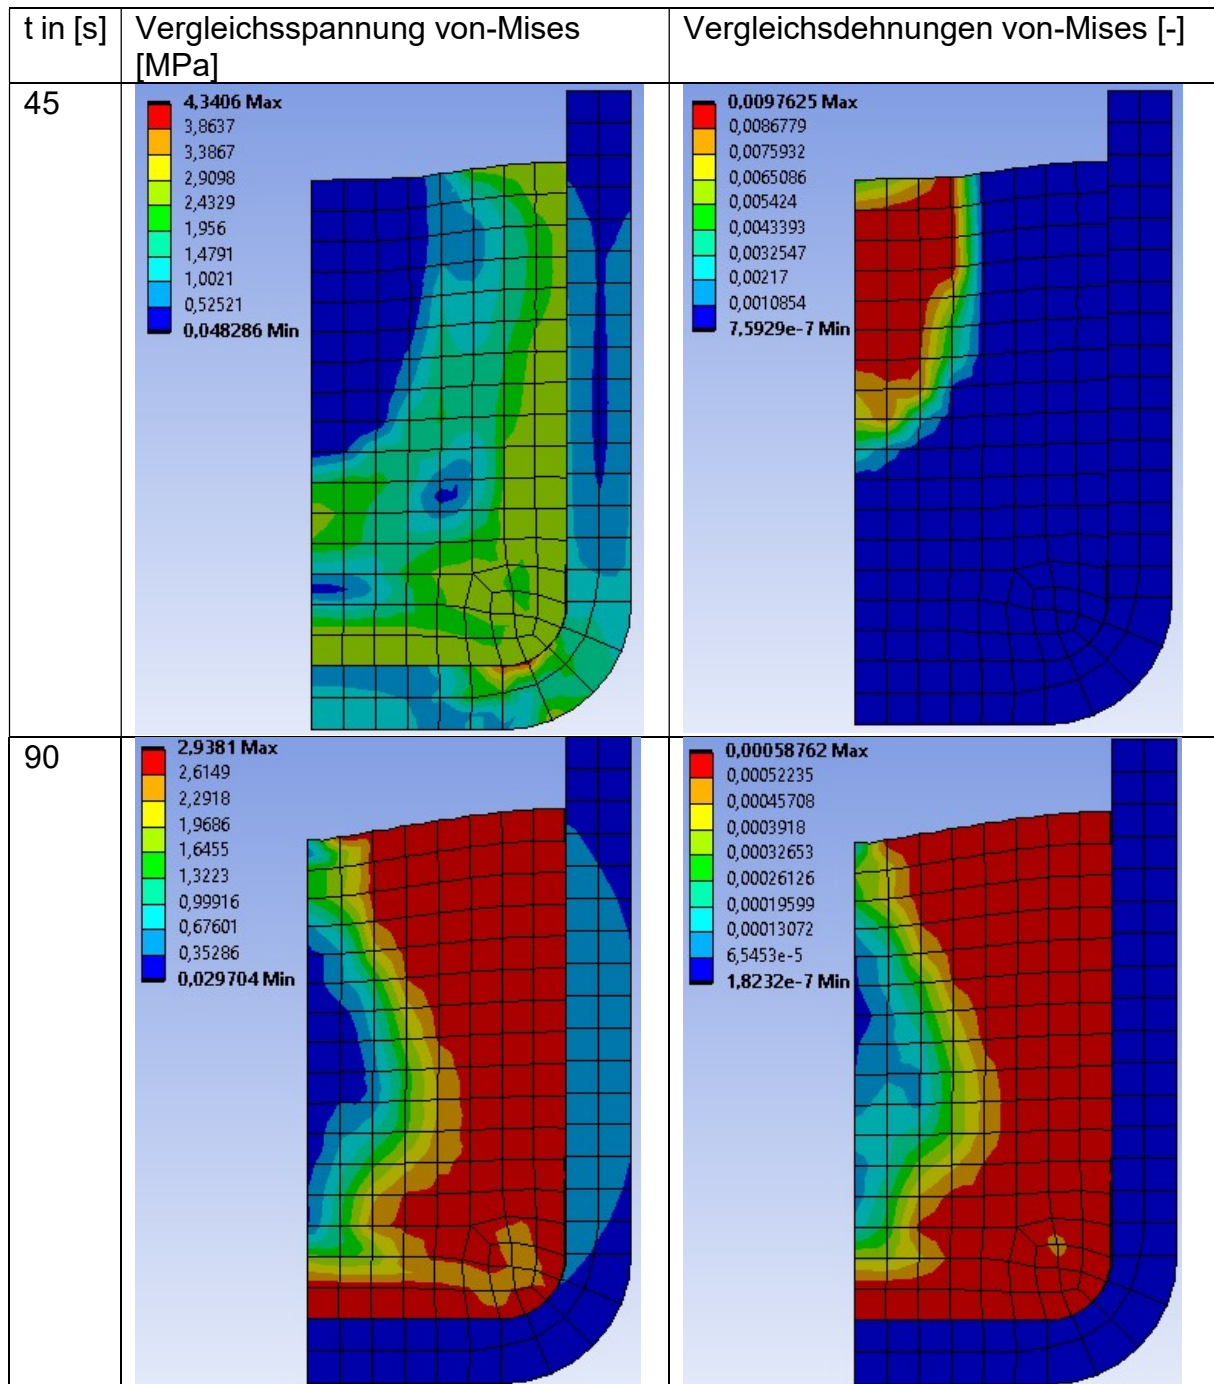 t in [s]
Vergleichsspannung von-Mises
[MPa]
Vergleichsdehnungen von-Mises [-]
45
4,3406 Max
3,8637
3,3867
2,9098
2,4329
1,956
1,4791
1,0021
0,52521
0,048286 Min
0,0097625 Max
0,0086779
0,0075932
0,0065086
0,005424
0,0043393
0,0032547
0,00217
0,0010854
7,5929e-7 Min
90
2,9381 Max
2,6149
2,2918
1,9686
1,6455
1,3223
0,99916
0,67601
0,35286
0,029704 Min
0,00058762 Max
0,00052235
0,00045708
0,0003918
0,00032653
0,00026126
0,00019599
0,00013072
6,5453e-5
1,8232e-7 Min